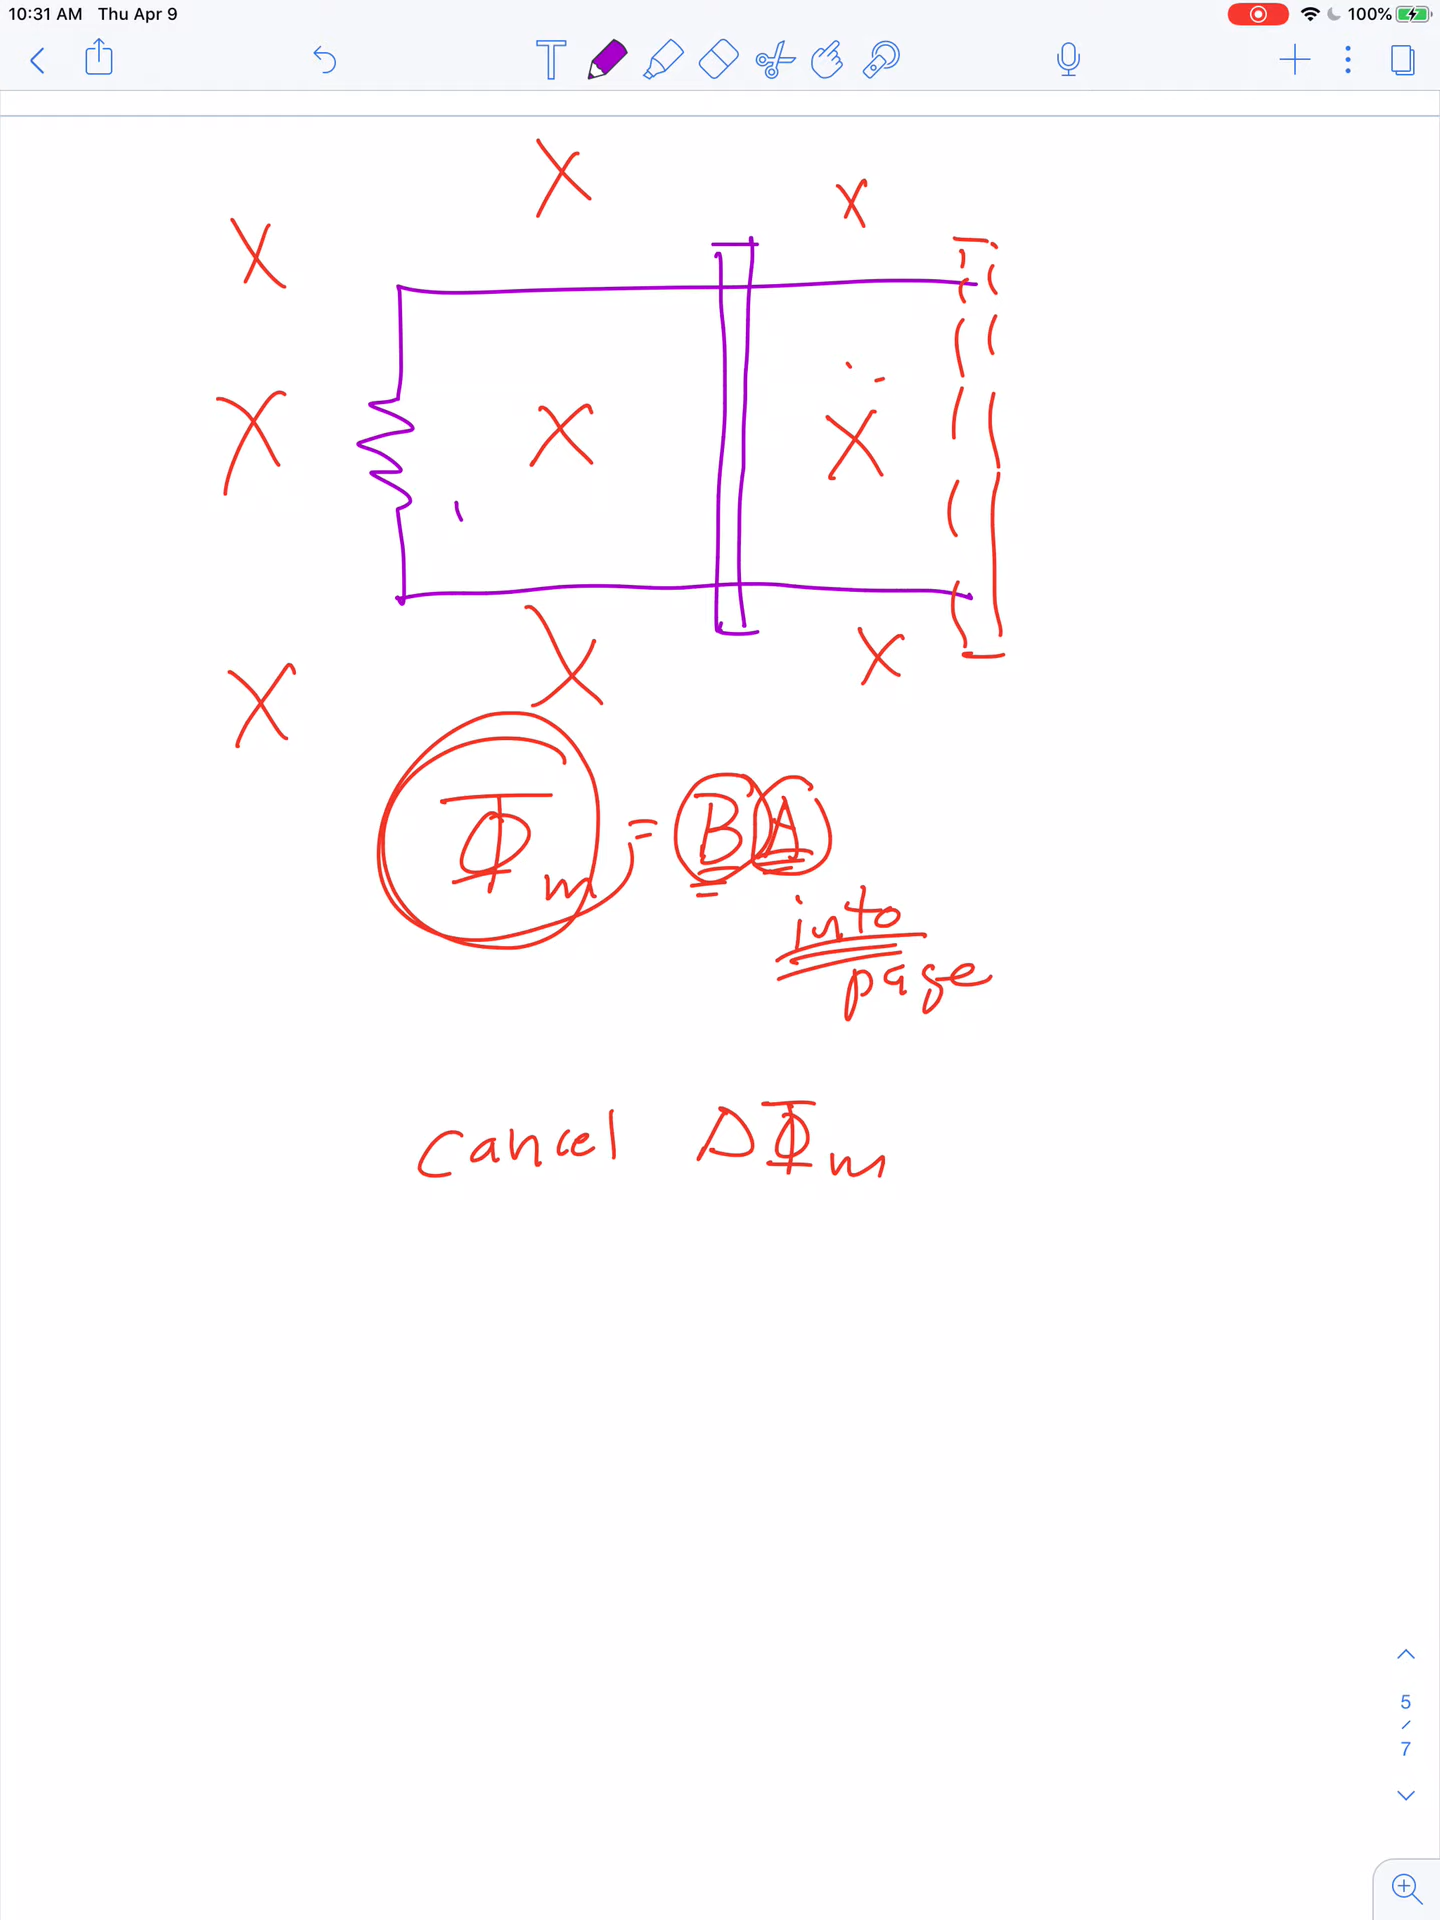 10:31 AM Thu Apr 9 100%
X X X
X X X
X X X
Φm = BA
into
page
cancel ΔΦm
5
/
7